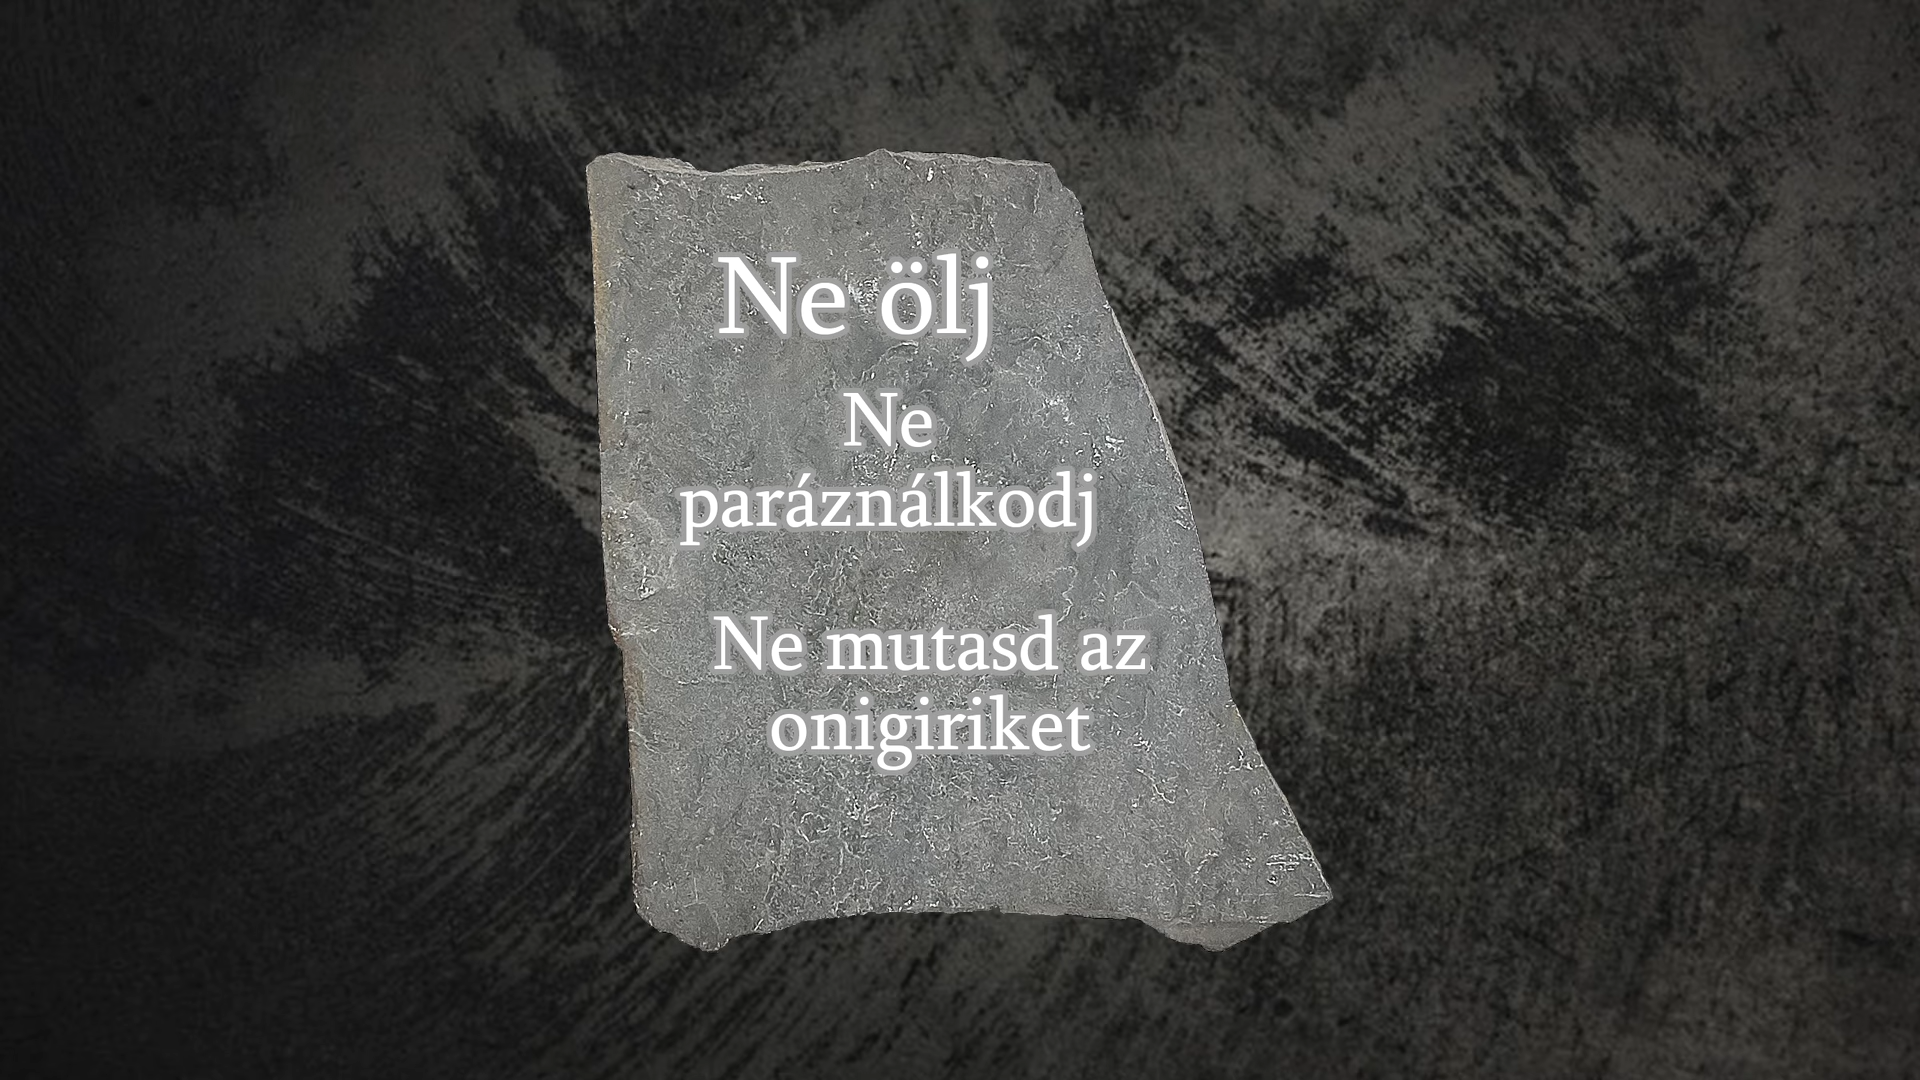 Ne ölj
Ne
paráználkodj
Ne mutasd az
onigiriket